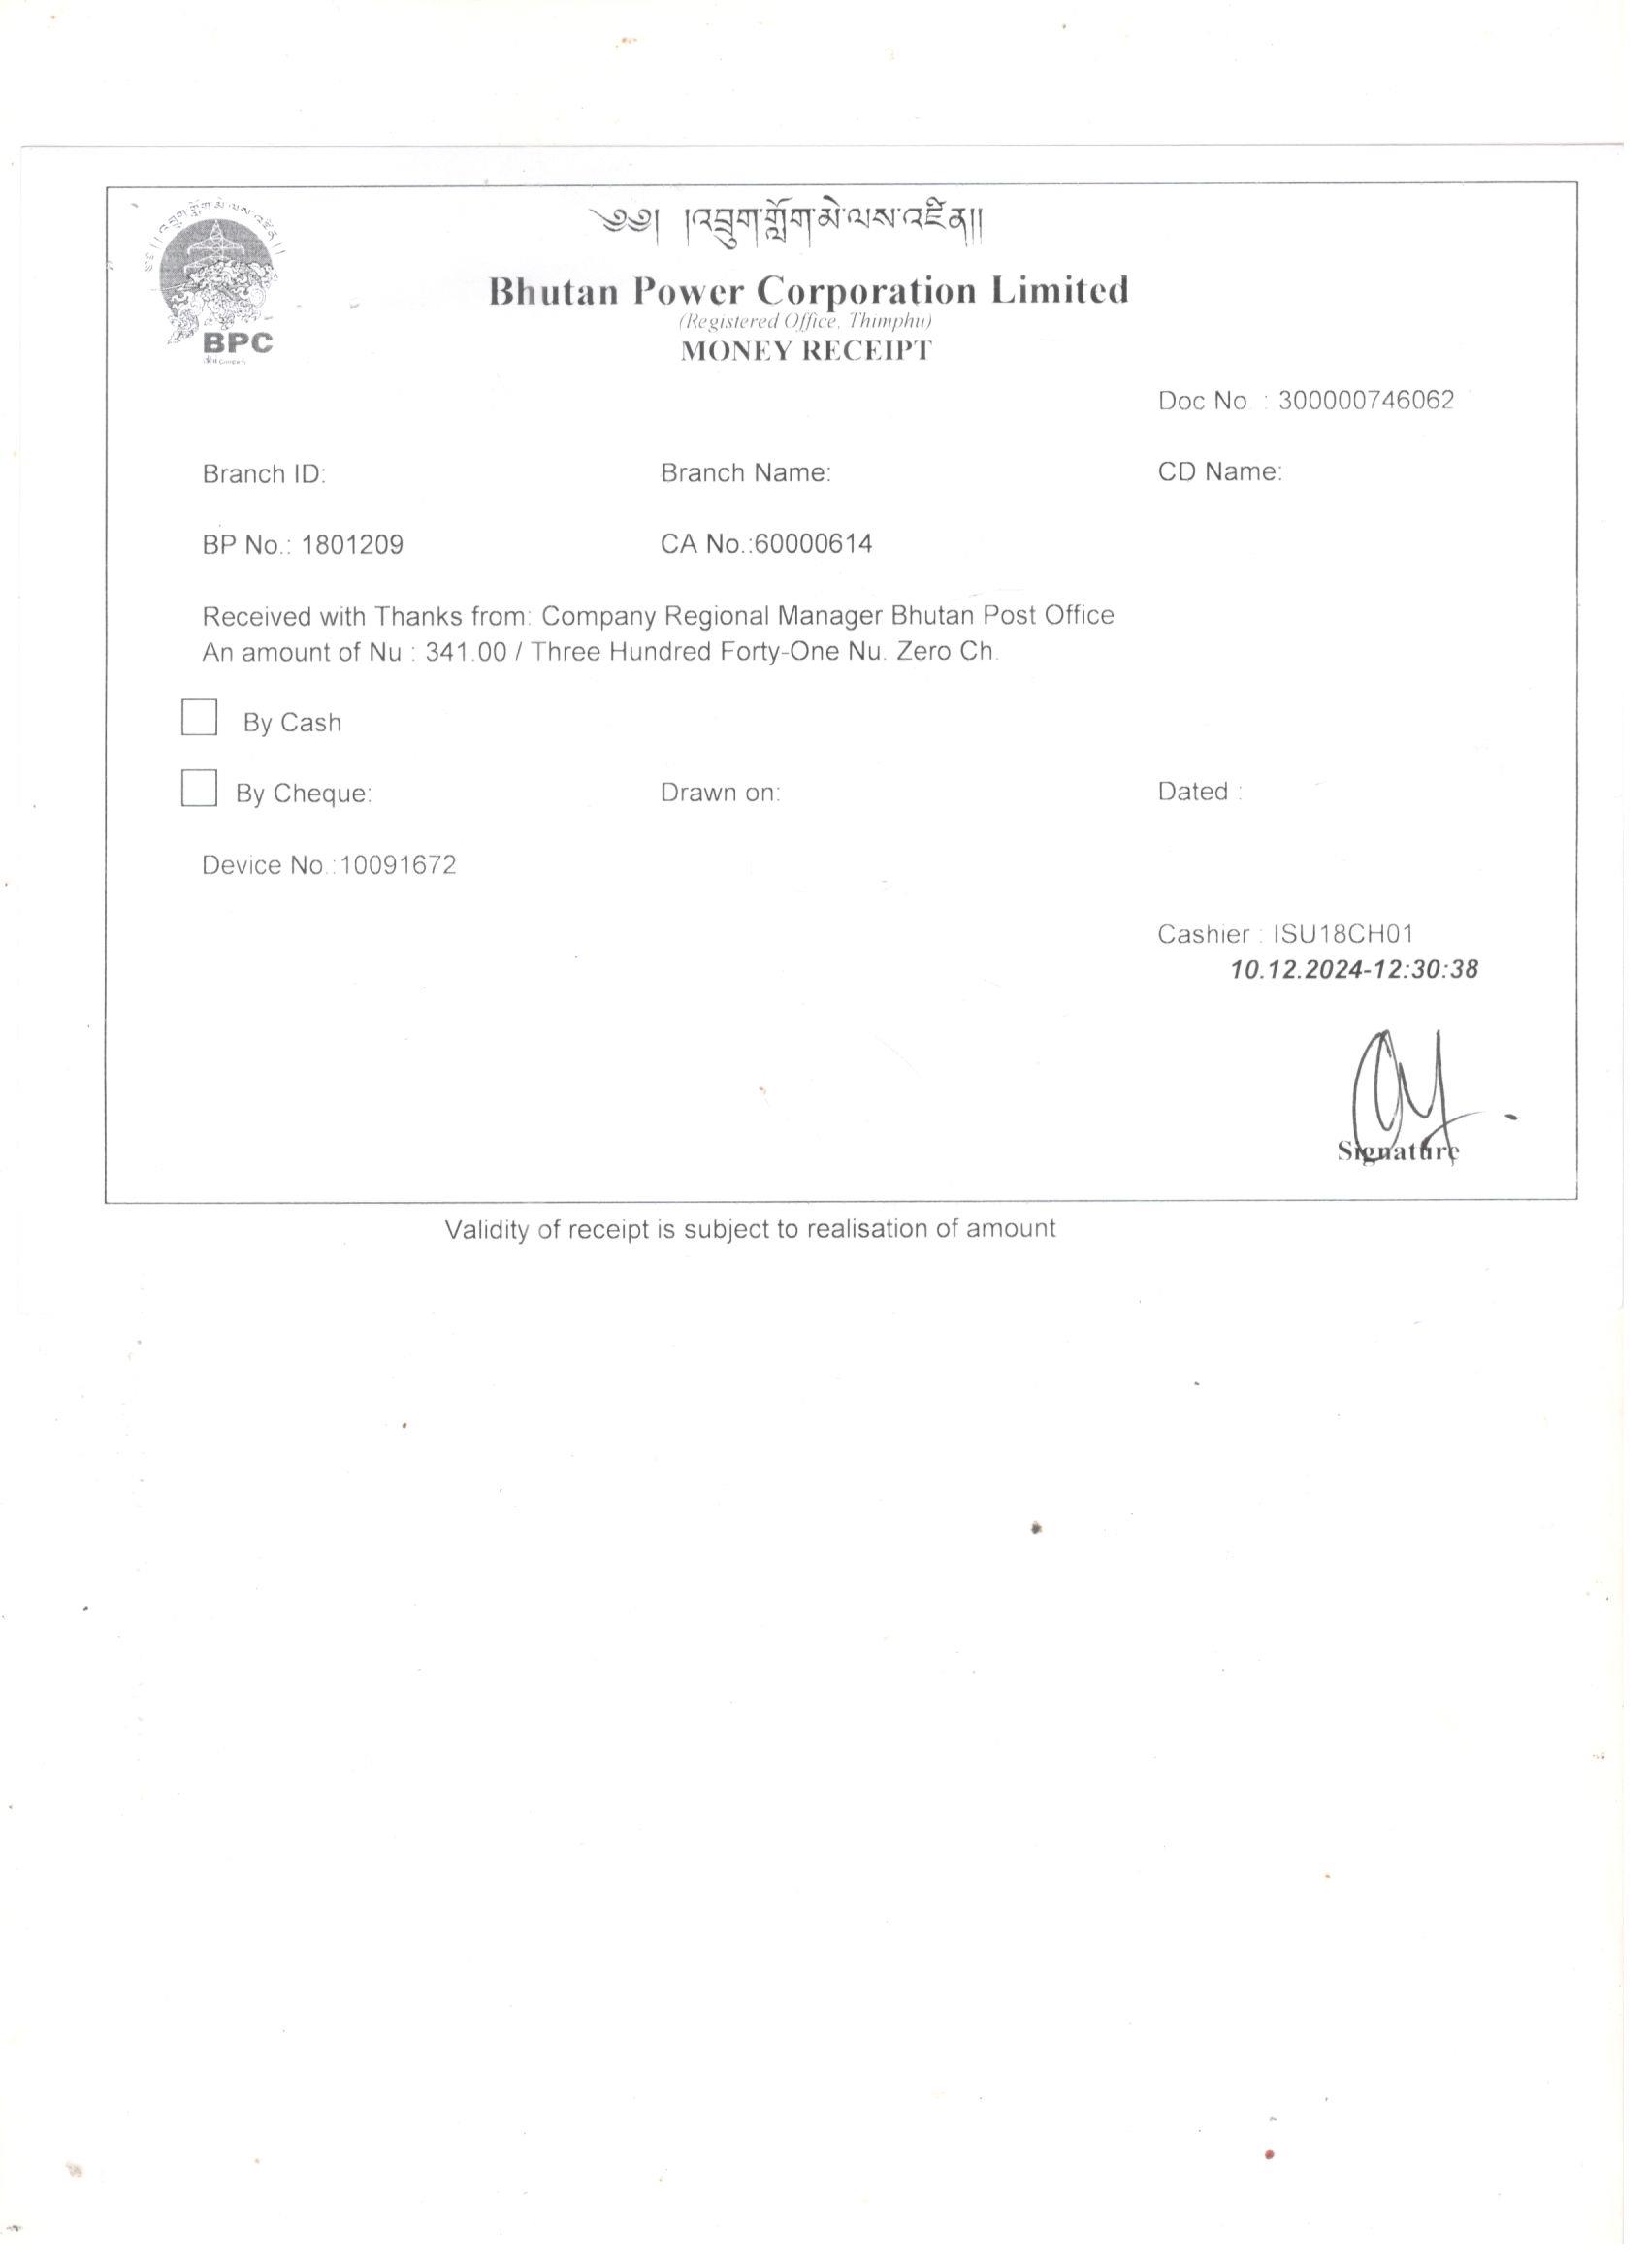 ༄༅། །འབྲུག་གློག་མེ་ལས་འཛིན།།
Bhutan Power Corporation Limited
(Registered Office, Thimphu)
MONEY RECEIPT
BPC
Doc No : 300000746062
Branch ID: Branch Name: CD Name:
BP No.: 1801209 CA No.:60000614
Received with Thanks from: Company Regional Manager Bhutan Post Office
An amount of Nu : 341.00 / Three Hundred Forty-One Nu. Zero Ch.
By Cash
By Cheque: Drawn on: Dated :
Device No.:10091672
Cashier : ISU18CH01
10.12.2024-12:30:38
Signature
Validity of receipt is subject to realisation of amount